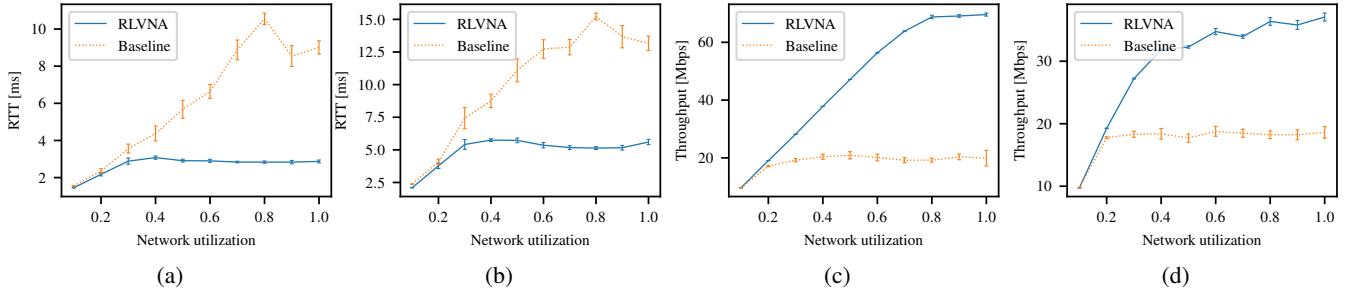 RLVNA
Baseline
RTT [ms]
10
8
6
4
2
0.2 0.4 0.6 0.8 1.0
Network utilization
(a)
RLVNA
Baseline
RTT [ms]
15.0
12.5
10.0
7.5
5.0
2.5
0.2 0.4 0.6 0.8 1.0
Network utilization
(b)
RLVNA
Baseline
Throughput [Mbps]
60
40
20
0.2 0.4 0.6 0.8 1.0
Network utilization
(c)
RLVNA
Baseline
Throughput [Mbps]
30
20
10
0.2 0.4 0.6 0.8 1.0
Network utilization
(d)